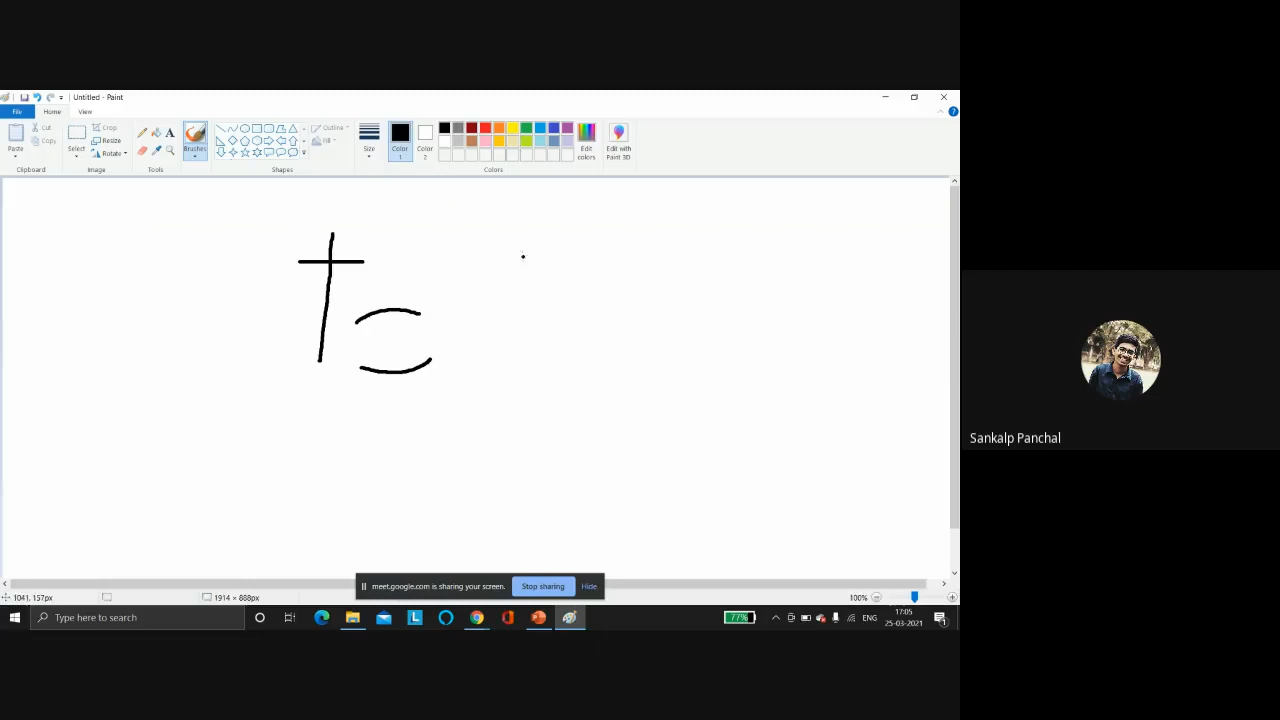 Untitled - Paint
File Home View
Paste
Cut
Copy
Clipboard
Select
Crop
Resize
Rotate
Image
A
Tools
Brushes
Shapes
Outline
Fill
Size
Color 1
Color 2
Edit colors
Colors
Edit with Paint 3D
t
Sankalp Panchal
meet.google.com is sharing your screen. Stop sharing Hide
1041, 157px
1914 × 888px
100%
Type here to search
L
77%
ENG
17:05
25-03-2021
1